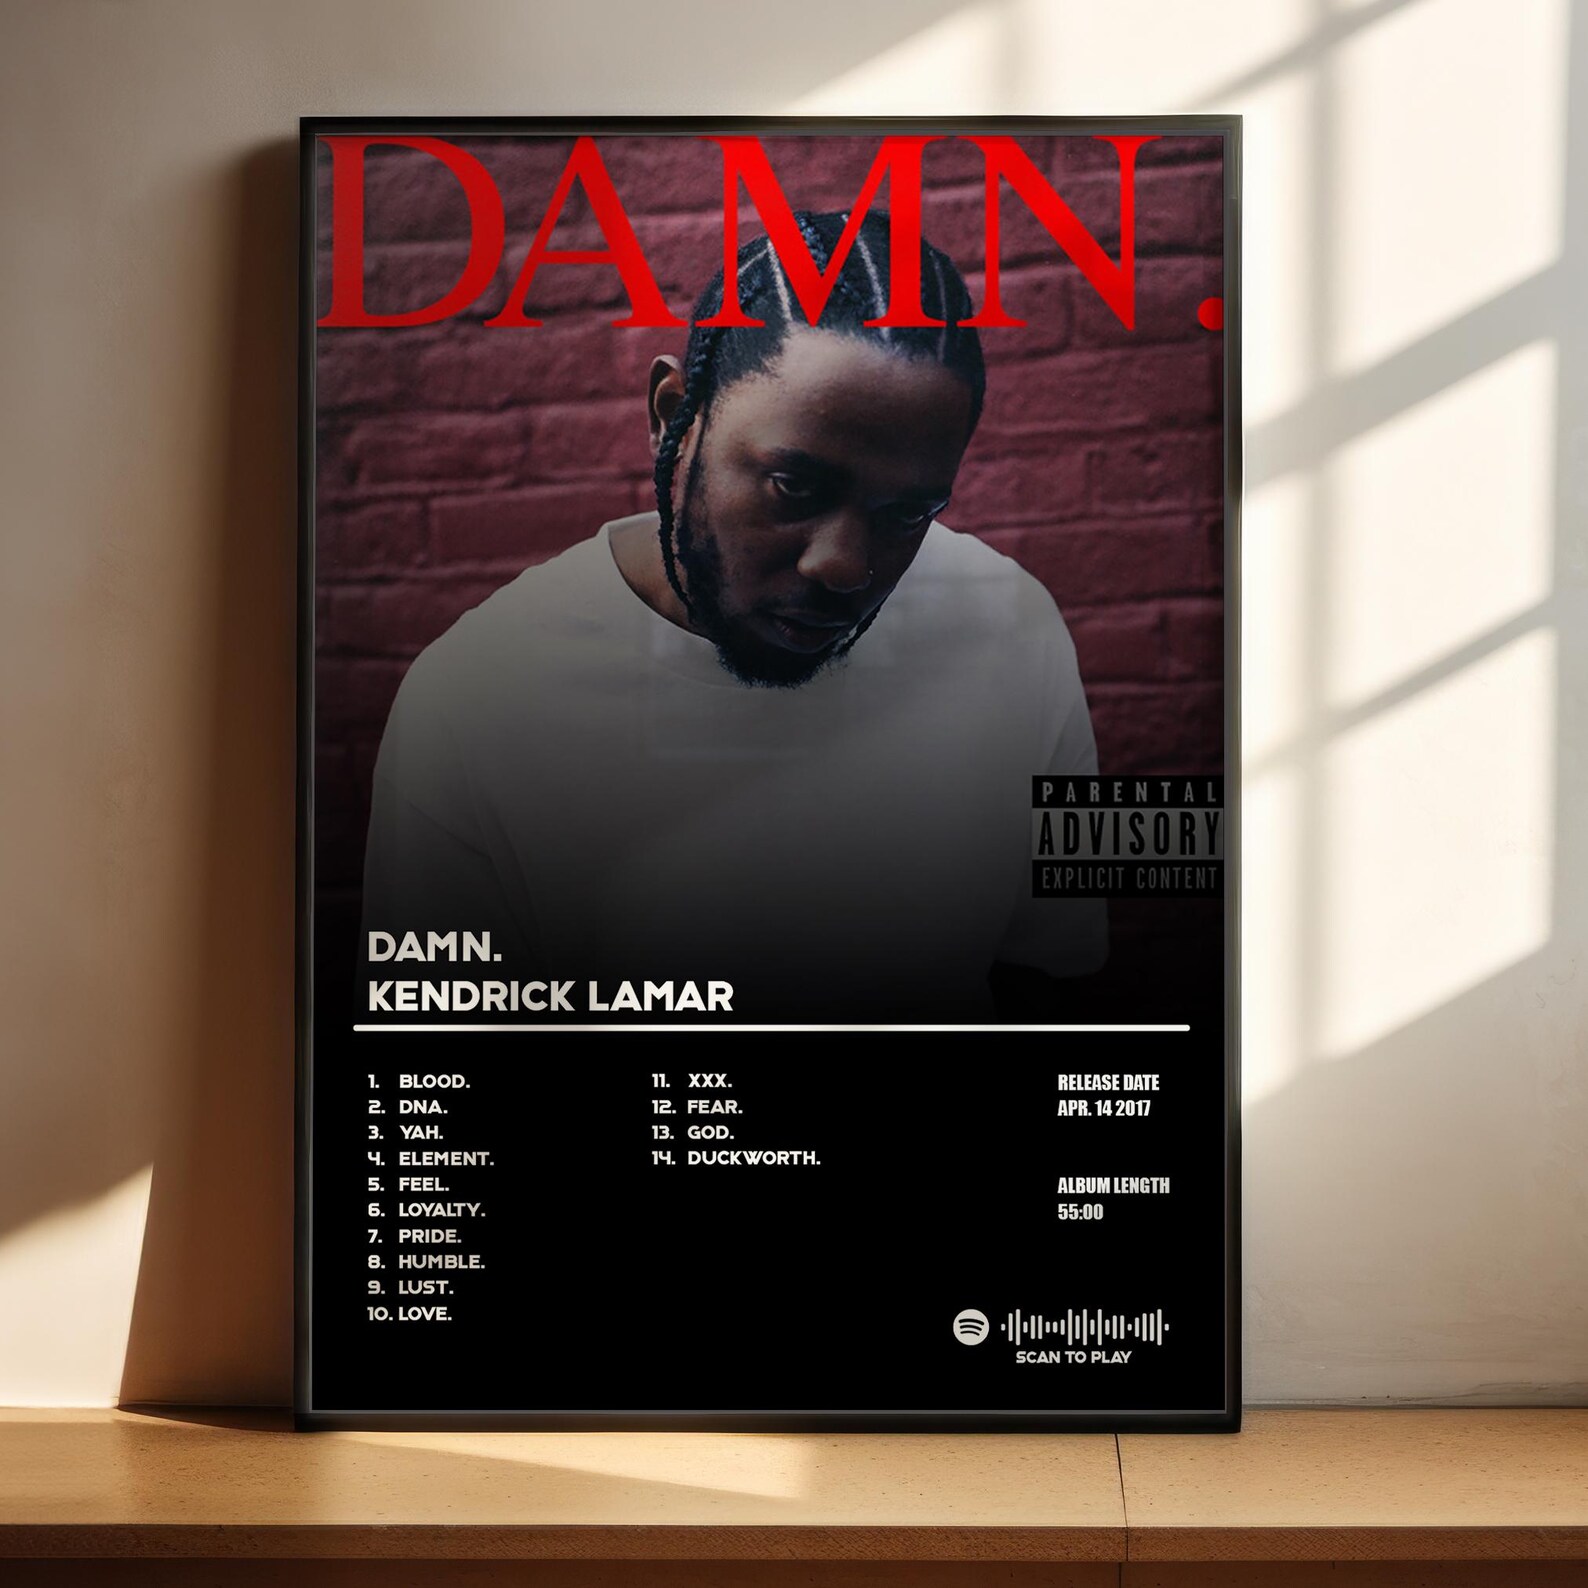 DAMN.
PARENTAL
ADVISORY
EXPLICIT CONTENT
DAMN.
KENDRICK LAMAR
1. BLOOD.
2. DNA.
3. YAH.
4. ELEMENT.
5. FEEL.
6. LOYALTY.
7. PRIDE.
8. HUMBLE.
9. LUST.
10. LOVE.
11. XXX.
12. FEAR.
13. GOD.
14. DUCKWORTH.
RELEASE DATE
APR. 14 2017
ALBUM LENGTH
55:00
SCAN TO PLAY